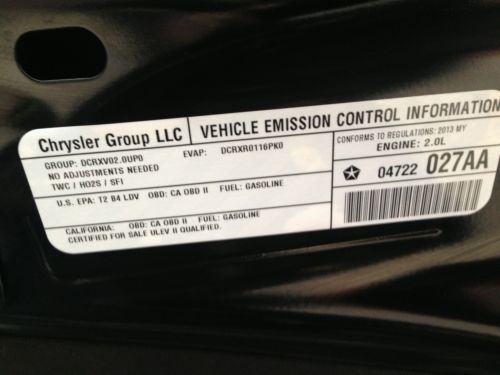 Chrysler Group LLC
VEHICLE EMISSION CONTROL INFORMATION
GROUP: DCRXV02.0UP0 EVAP: DCRXR0116PK0
NO ADJUSTMENTS NEEDED
TWC / HO2S / SFI
CONFORMS TO REGULATIONS: 2013 MY
ENGINE: 2.0L
04722 027AA
U.S. EPA: T2 B4 LDV OBD: CA OBD II FUEL: GASOLINE
CALIFORNIA: OBD: CA OBD II FUEL: GASOLINE
CERTIFIED FOR SALE ULEV II QUALIFIED.